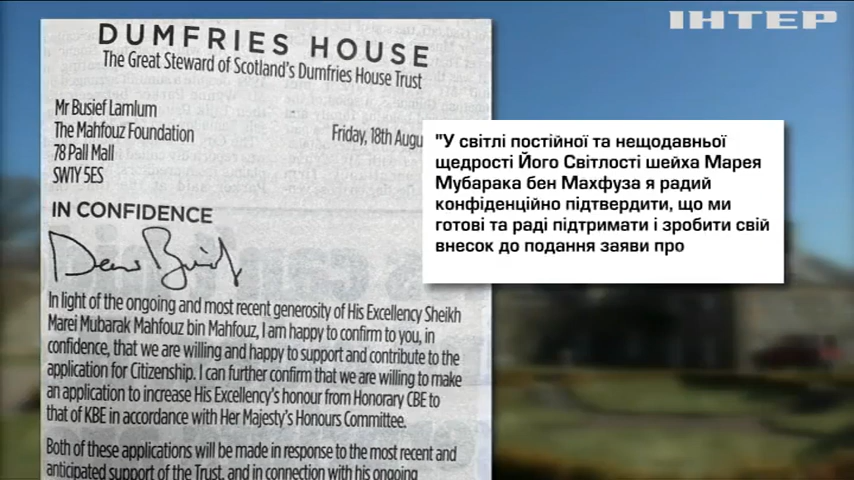 ІНТЕР
DUMFRIES HOUSE
The Great Steward of Scotland's Dumfries House Trust
Mr Busief Lamlum
The Mahfouz Foundation
78 Pall Mall
SW1Y 5ES
Friday, 18th Augu
IN CONFIDENCE
Dear Busief
In light of the ongoing and most recent generosity of His Excellency Sheikh
Marei Mubarak Mahfouz bin Mahfouz, I am happy to confirm to you, in
confidence, that we are willing and happy to support and contribute to the
application for Citizenship. I can further confirm that we are willing to make
an application to increase His Excellency's honour from Honorary CBE to
that of KBE in accordance with Her Majesty's Honours Committee.
Both of these applications will be made in response to the most recent and
anticipated support of the Trust, and in connection with his ongoing
"У світлі постійної та нещодавньої
щедрості Його Світлості шейха Марея
Мубарака бен Махфуза я радий
конфіденційно підтвердити, що ми
готові та раді підтримати і зробити свій
внесок до подання заяви про